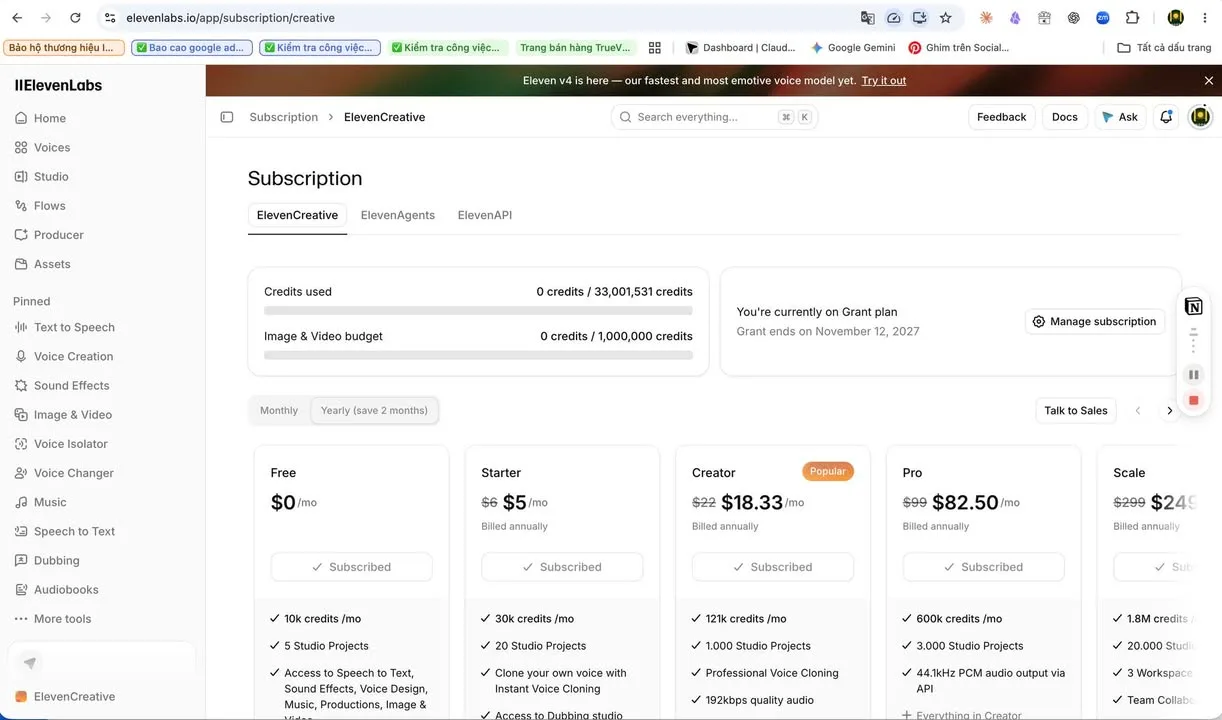 elevenlabs.io/app/subscription/creative
Bảo hộ thương hiệu l...
Bao cao google ad...
Kiểm tra công việc...
Kiểm tra công việc...
Trang bán hàng TrueV...
Dashboard | Claud...
Google Gemini
Ghim trên Social...
Tất cả dấu trang
IIElevenLabs
Eleven v4 is here — our fastest and most emotive voice model yet. Try it out
Subscription > ElevenCreative
Search everything...
⌘ K
Feedback
Docs
Ask
Home
Voices
Studio
Flows
Producer
Assets
Pinned
Text to Speech
Voice Creation
Sound Effects
Image & Video
Voice Isolator
Voice Changer
Music
Speech to Text
Dubbing
Audiobooks
More tools
ElevenCreative
Subscription
ElevenCreative
ElevenAgents
ElevenAPI
Credits used
0 credits / 33,001,531 credits
Image & Video budget
0 credits / 1,000,000 credits
You're currently on Grant plan
Grant ends on November 12, 2027
Manage subscription
Monthly
Yearly (save 2 months)
Talk to Sales
Free
$0/mo
Subscribed
10k credits /mo
5 Studio Projects
Access to Speech to Text,
Sound Effects, Voice Design,
Music, Productions, Image &
Video
Starter
$6 $5/mo
Billed annually
Subscribed
30k credits /mo
20 Studio Projects
Clone your own voice with
Instant Voice Cloning
Access to Dubbing studio
Creator
Popular
$22 $18.33/mo
Billed annually
Subscribed
121k credits /mo
1.000 Studio Projects
Professional Voice Cloning
192kbps quality audio
Pro
$99 $82.50/mo
Billed annually
Subscribed
600k credits /mo
3.000 Studio Projects
44.1kHz PCM audio output via
API
Everything in Creator
Scale
$299 $249
Billed annually
Sub
1.8M credits /
20.000 Studi
3 Workspace
Team Collabo